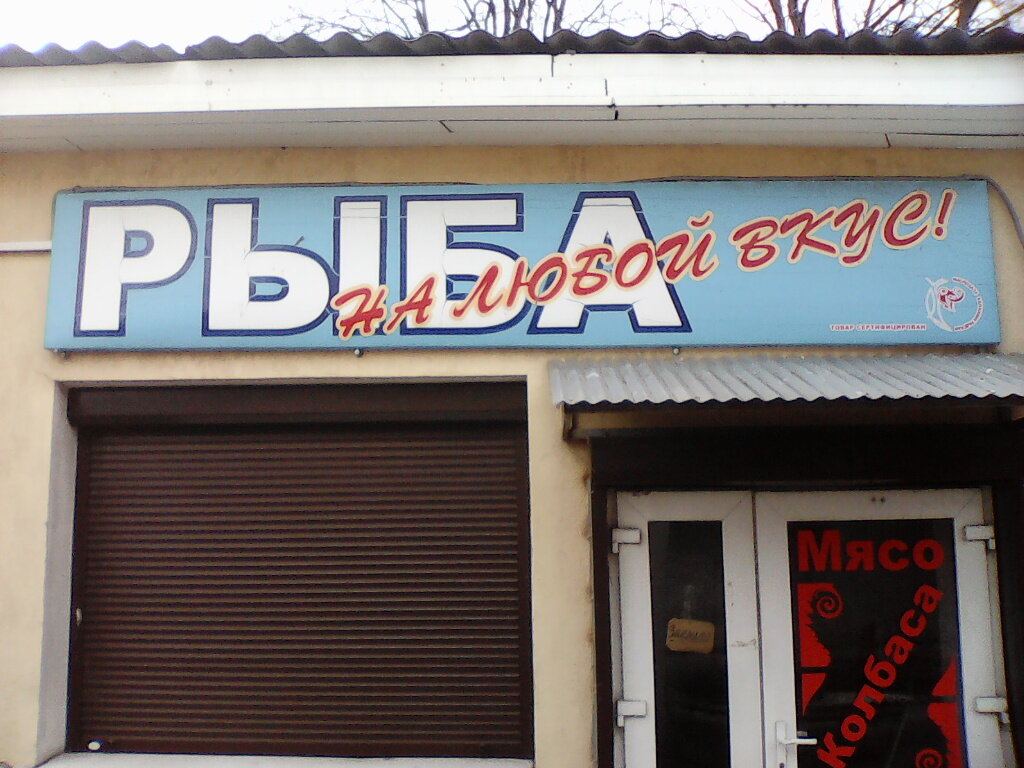 РЫБА
НА ЛЮБОЙ ВКУС!
ТОВАР СЕРТИФИЦИРОВАН
Мясо
Колбаса